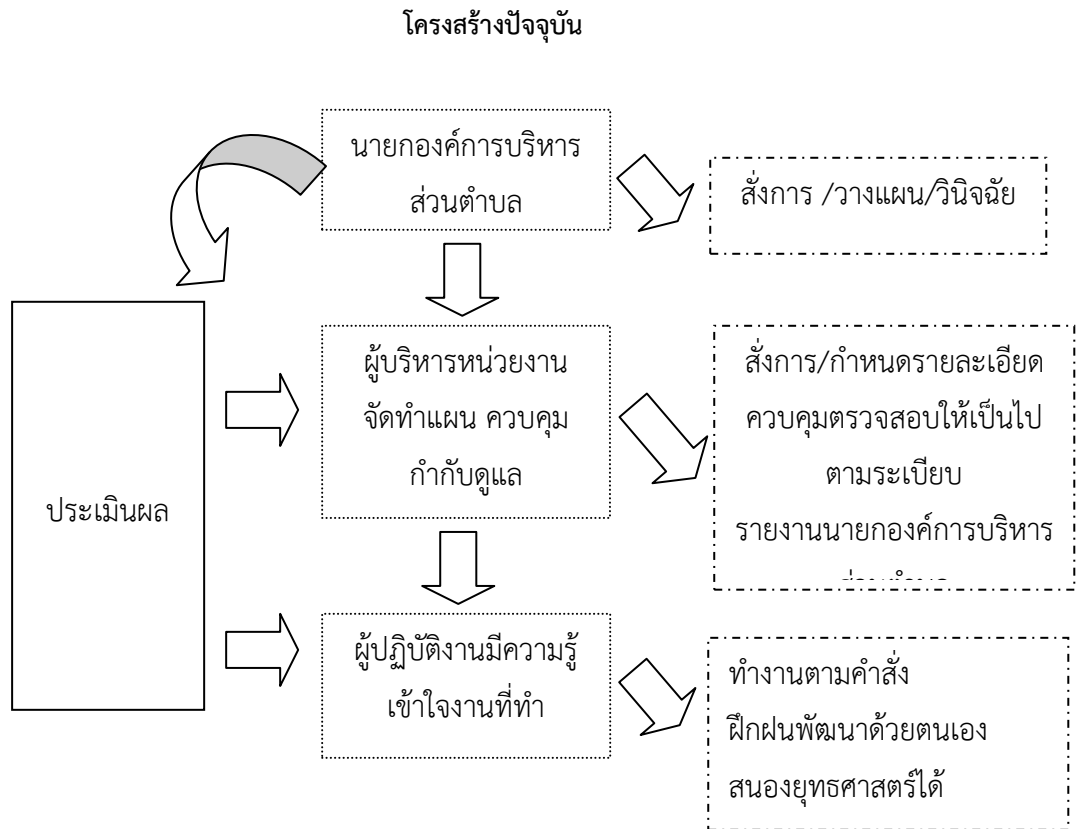 โครงสร้างปัจจุบัน
นายกองค์การบริหาร
ส่วนตำบล
สั่งการ /วางแผน/วินิจฉัย
ผู้บริหารหน่วยงาน
จัดทำแผน ควบคุม
กำกับดูแล
สั่งการ/กำหนดรายละเอียด
ควบคุมตรวจสอบให้เป็นไป
ตามระเบียบ
รายงานนายกองค์การบริหาร
ประเมินผล
ผู้ปฏิบัติงานมีความรู้
เข้าใจงานที่ทำ
ทำงานตามคำสั่ง
ฝึกฝนพัฒนาด้วยตนเอง
สนองยุทธศาสตร์ได้